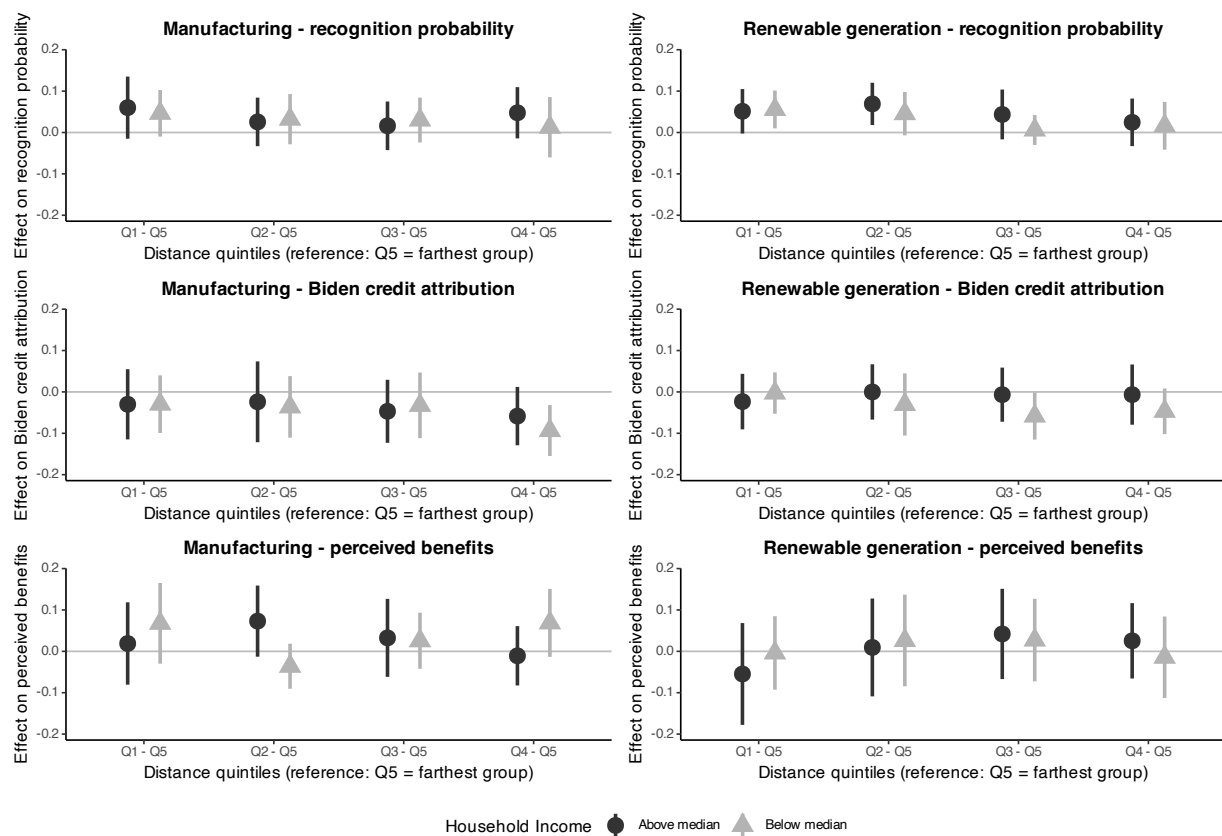 Manufacturing - recognition probability
Effect on recognition probability
0.2
0.1
0.0
-0.1
-0.2
Q1 - Q5 Q2 - Q5 Q3 - Q5 Q4 - Q5
Distance quintiles (reference: Q5 = farthest group)
Renewable generation - recognition probability
Effect on recognition probability
0.2
0.1
0.0
-0.1
-0.2
Q1 - Q5 Q2 - Q5 Q3 - Q5 Q4 - Q5
Distance quintiles (reference: Q5 = farthest group)
Manufacturing - Biden credit attribution
Effect on Biden credit attribution
0.2
0.1
0.0
-0.1
-0.2
Q1 - Q5 Q2 - Q5 Q3 - Q5 Q4 - Q5
Distance quintiles (reference: Q5 = farthest group)
Renewable generation - Biden credit attribution
Effect on Biden credit attribution
0.2
0.1
0.0
-0.1
-0.2
Q1 - Q5 Q2 - Q5 Q3 - Q5 Q4 - Q5
Distance quintiles (reference: Q5 = farthest group)
Manufacturing - perceived benefits
Effect on perceived benefits
0.2
0.1
0.0
-0.1
-0.2
Q1 - Q5 Q2 - Q5 Q3 - Q5 Q4 - Q5
Distance quintiles (reference: Q5 = farthest group)
Renewable generation - perceived benefits
Effect on perceived benefits
0.2
0.1
0.0
-0.1
-0.2
Q1 - Q5 Q2 - Q5 Q3 - Q5 Q4 - Q5
Distance quintiles (reference: Q5 = farthest group)
Household Income Above median Below median